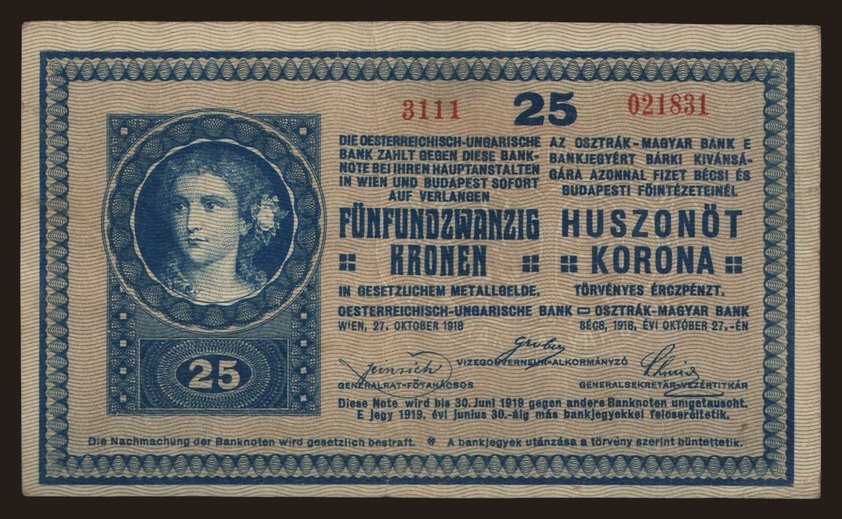 3111 25 021831
DIE OESTERREICHISCH-UNGARISCHE
BANK ZAHLT GEGEN DIESE BANK-
NOTE BEI IHREN HAUPTANSTALTEN
IN WIEN UND BUDAPEST SOFORT
AUF VERLANGEN
FÜNFUNDZWANZIG
KRONEN
IN GESETZLICHEM METALLGELDE.
AZ OSZTRÁK-MAGYAR BANK E
BANKJEGYÉRT BÁRKI KIVÁNSÁ-
GÁRA AZONNAL FIZET BÉCSI ÉS
BUDAPESTI FŐINTÉZETEINÉL
HUSZONÖT
KORONA
TÖRVÉNYES ÉRCZPÉNZT.
OESTERREICHISCH-UNGARISCHE BANK OSZTRÁK-MAGYAR BANK
WIEN, 27. OKTOBER 1918 BÉCS, 1918, ÉVI OKTÓBER 27.-ÉN
Gruber
VIZEGOUVERNEUR-ALKORMÁNYZÓ
GENERALRAT-FŐTANÁCSOS GENERALSEKRETÄR-VEZÉRTITKÁR
25
Diese Note wird bis 30. Juni 1919 gegen andere Banknoten umgetauscht.
E jegy 1919. évi junius 30.-áig más bankjegyekkel felcseréltetik.
Die Nachmachung der Banknoten wird gesetzlich bestraft. * A bankjegyek utánzása a törvény szerint büntettetik.